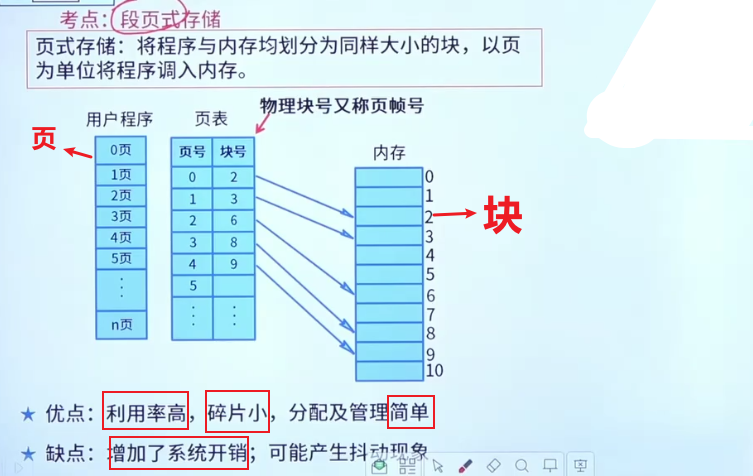 考点：段页式存储
页式存储：将程序与内存均划分为同样大小的块，以页
为单位将程序调入内存。
用户程序
页表
物理块号又称页帧号
内存
页
0页
1页
2页
3页
4页
5页
n页
页号 块号
0 2
1 3
2 6
3 8
4 9
5
0
1
2
3
4
5
6
7
8
9
10
块
★ 优点：利用率高，碎片小，分配及管理简单
★ 缺点：增加了系统开销；可能产生抖动现象